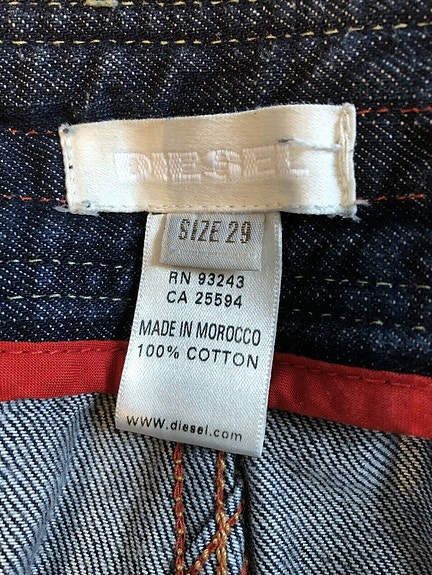 DIESEL
SIZE 29
RN 93243
CA 25594
MADE IN MOROCCO
100% COTTON
www.diesel.com